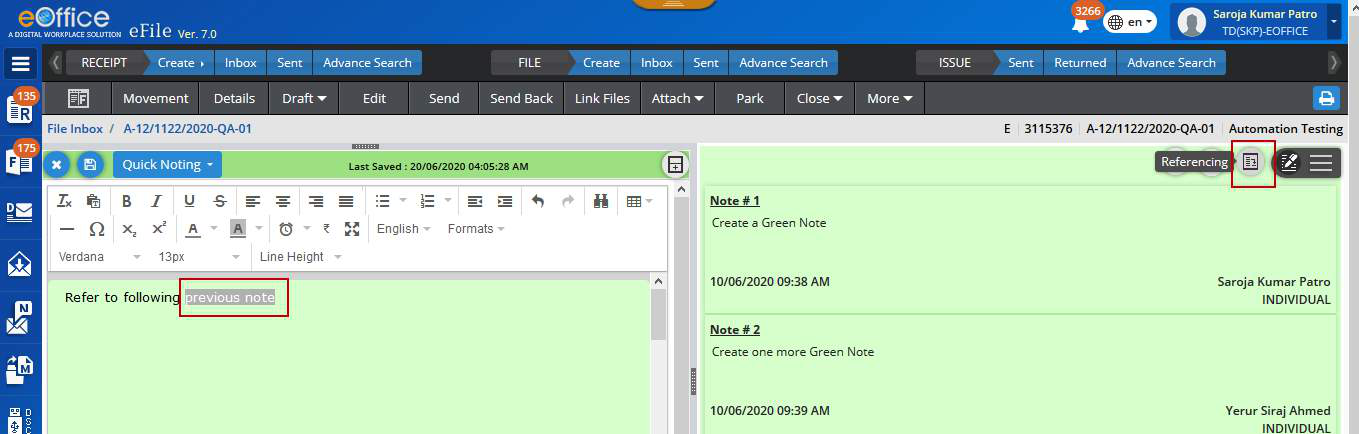 eOffice
A DIGITAL WORKPLACE SOLUTION
eFile Ver. 7.0
3266
en
Saroja Kumar Patro
TD(SKP)-EOFFICE
RECEIPT Create Inbox Sent Advance Search
FILE Create Inbox Sent Advance Search
ISSUE Sent Returned Advance Search
135
R
Movement Details Draft Edit Send Send Back Link Files Attach Park Close More
File Inbox / A-12/1122/2020-QA-01
E 3115376 A-12/1122/2020-QA-01 Automation Testing
175
F
D
N
M
DSC
Quick Noting
Last Saved : 20/06/2020 04:05:28 AM
Referencing
B I U S
English Formats
Verdana 13px Line Height
Refer to following previous note
Note # 1
Create a Green Note
10/06/2020 09:38 AM
Saroja Kumar Patro
INDIVIDUAL
Note # 2
Create one more Green Note
10/06/2020 09:39 AM
Yerur Siraj Ahmed
INDIVIDUAL